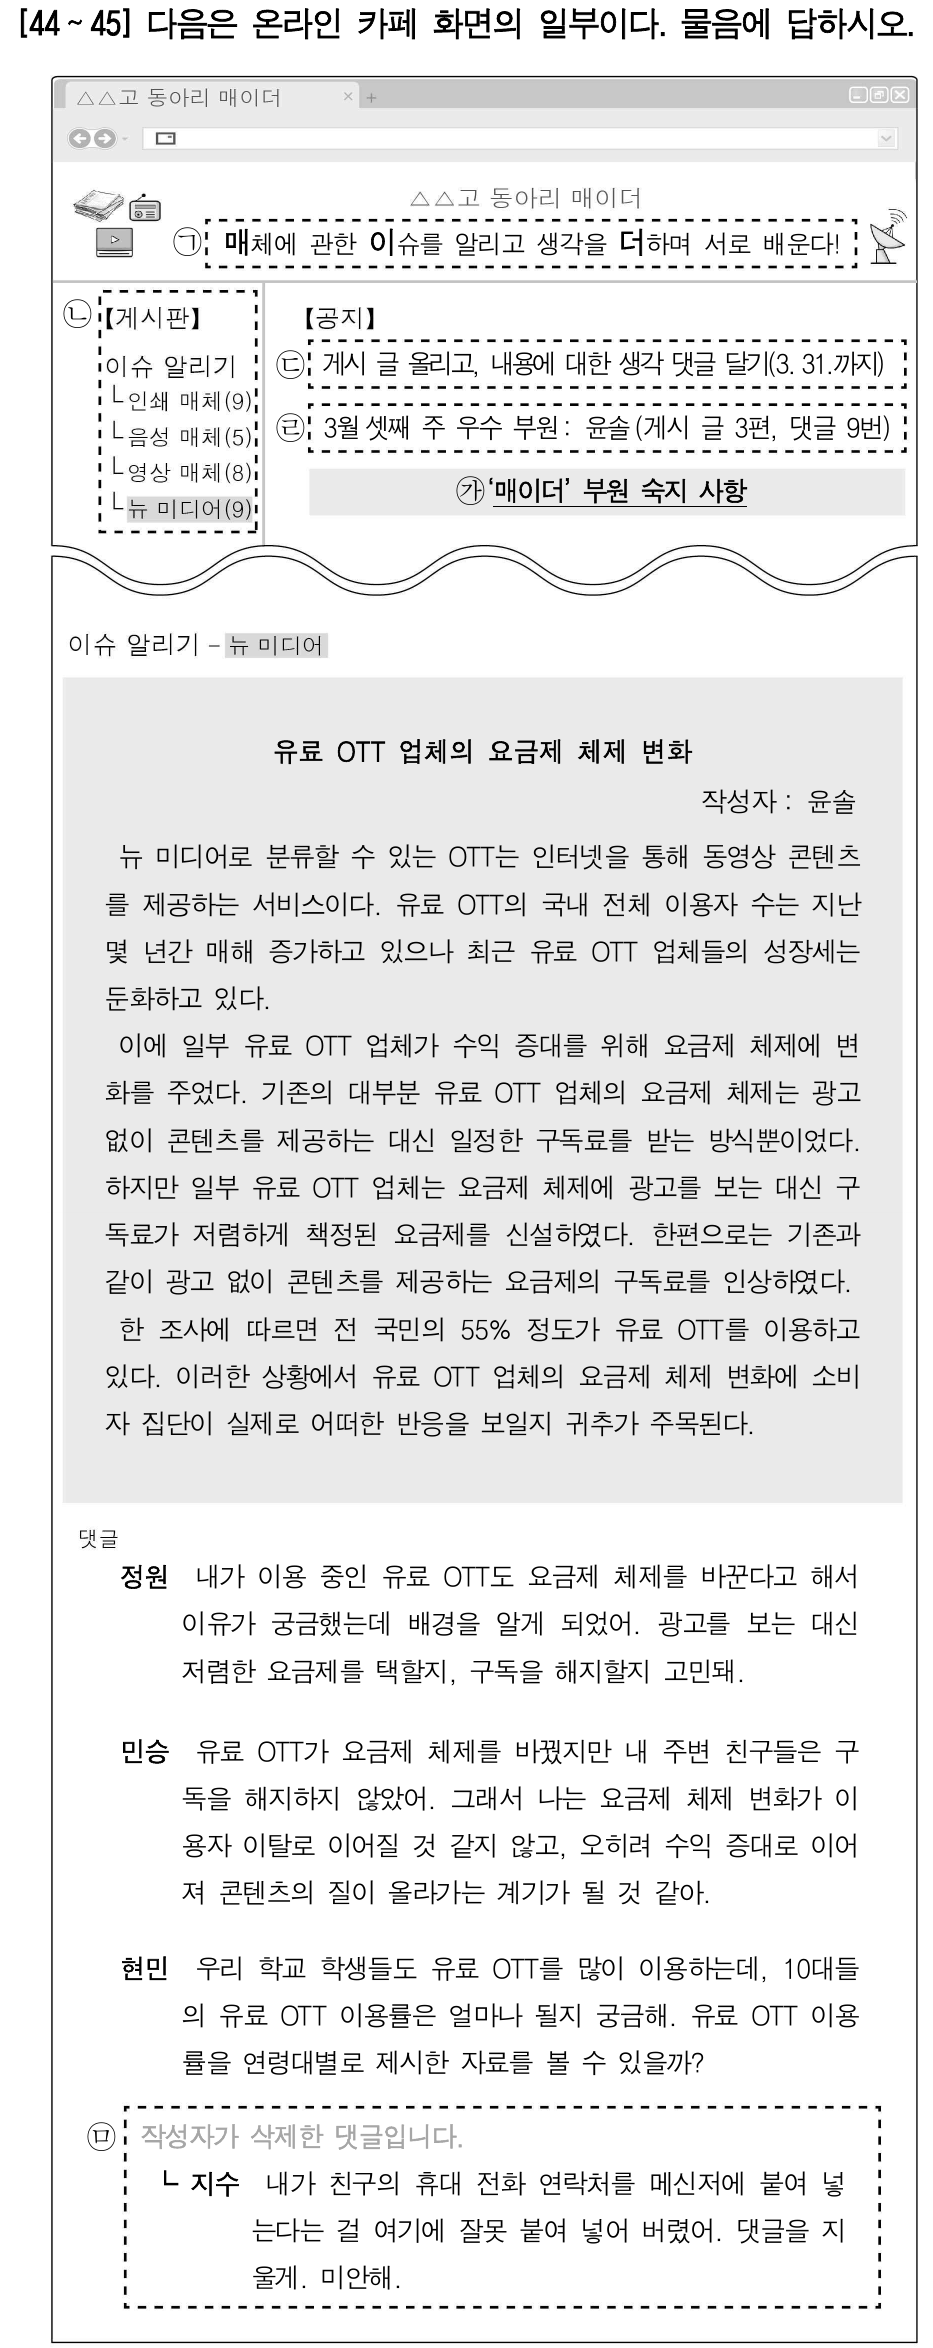 [44~45] 다음은 온라인 카페 화면의 일부이다. 물음에 답하시오.
△△고 동아리 매이더 × +
△△고 동아리 매이더
㉠ 매체에 관한 이슈를 알리고 생각을 더하며 서로 배운다!
㉡ 【게시판】
이슈 알리기
└ 인쇄 매체(9)
└ 음성 매체(5)
└ 영상 매체(8)
└ 뉴 미디어(9)
【공지】
㉢ 게시 글 올리고, 내용에 대한 생각 댓글 달기(3. 31.까지)
㉣ 3월 셋째 주 우수 부원 : 윤솔(게시 글 3편, 댓글 9번)
㉮ ‘매이더’ 부원 숙지 사항
이슈 알리기 – 뉴 미디어
유료 OTT 업체의 요금제 체제 변화
작성자 : 윤솔
뉴 미디어로 분류할 수 있는 OTT는 인터넷을 통해 동영상 콘텐츠
를 제공하는 서비스이다. 유료 OTT의 국내 전체 이용자 수는 지난
몇 년간 매해 증가하고 있으나 최근 유료 OTT 업체들의 성장세는
둔화하고 있다.
이에 일부 유료 OTT 업체가 수익 증대를 위해 요금제 체제에 변
화를 주었다. 기존의 대부분 유료 OTT 업체의 요금제 체제는 광고
없이 콘텐츠를 제공하는 대신 일정한 구독료를 받는 방식뿐이었다.
하지만 일부 유료 OTT 업체는 요금제 체제에 광고를 보는 대신 구
독료가 저렴하게 책정된 요금제를 신설하였다. 한편으로는 기존과
같이 광고 없이 콘텐츠를 제공하는 요금제의 구독료를 인상하였다.
한 조사에 따르면 전 국민의 55% 정도가 유료 OTT를 이용하고
있다. 이러한 상황에서 유료 OTT 업체의 요금제 체제 변화에 소비
자 집단이 실제로 어떠한 반응을 보일지 귀추가 주목된다.
댓글
정원 내가 이용 중인 유료 OTT도 요금제 체제를 바꾼다고 해서
이유가 궁금했는데 배경을 알게 되었어. 광고를 보는 대신
저렴한 요금제를 택할지, 구독을 해지할지 고민돼.
민승 유료 OTT가 요금제 체제를 바꿨지만 내 주변 친구들은 구
독을 해지하지 않았어. 그래서 나는 요금제 체제 변화가 이
용자 이탈로 이어질 것 같지 않고, 오히려 수익 증대로 이어
져 콘텐츠의 질이 올라가는 계기가 될 것 같아.
현민 우리 학교 학생들도 유료 OTT를 많이 이용하는데, 10대들
의 유료 OTT 이용률은 얼마나 될지 궁금해. 유료 OTT 이용
률을 연령대별로 제시한 자료를 볼 수 있을까?
㉤ 작성자가 삭제한 댓글입니다.
└ 지수 내가 친구의 휴대 전화 연락처를 메신저에 붙여 넣
는다는 걸 여기에 잘못 붙여 넣어 버렸어. 댓글을 지
울게. 미안해.